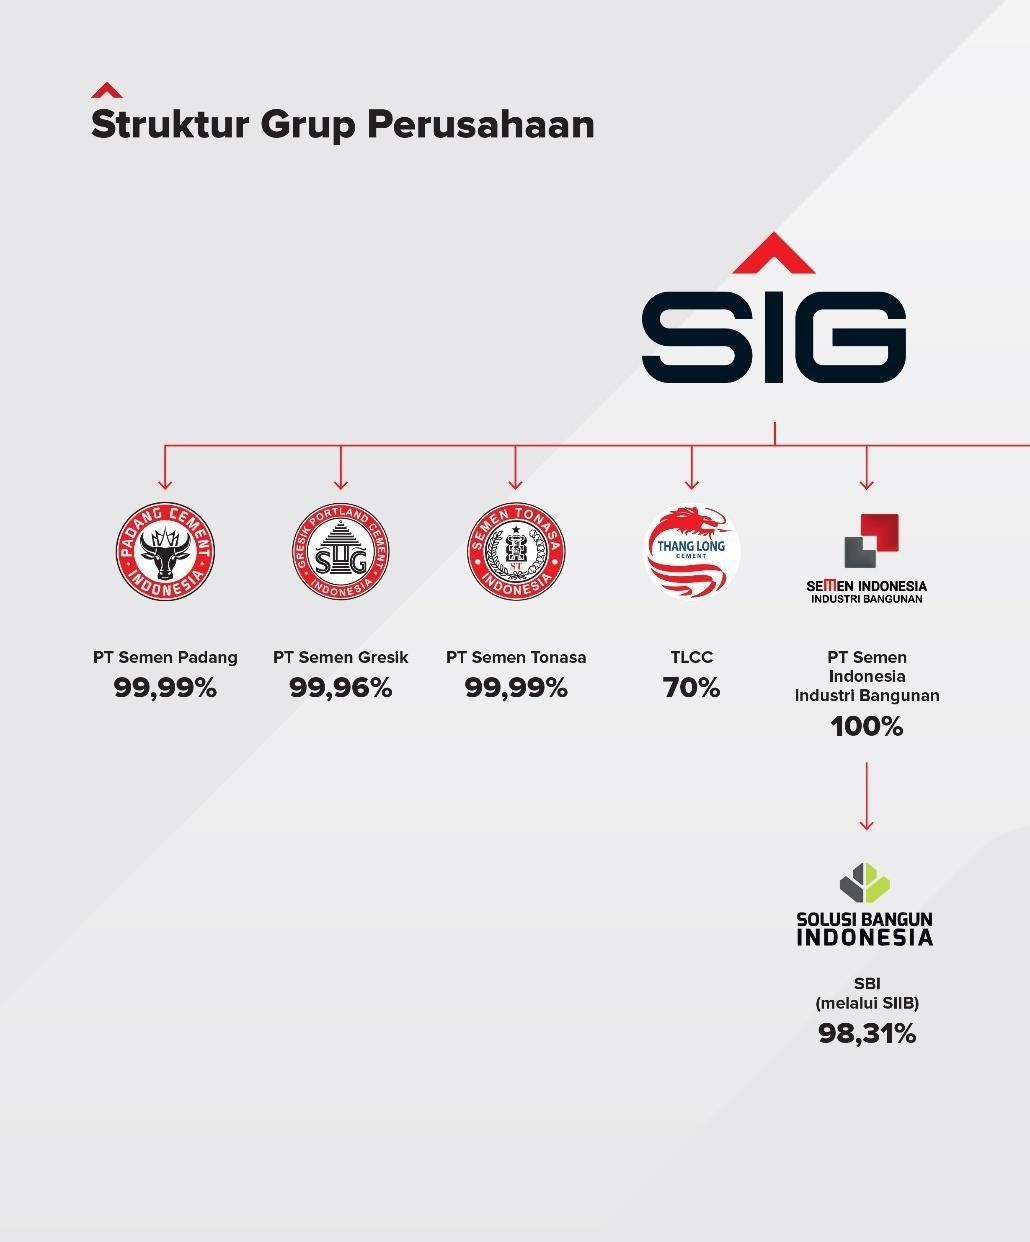 Struktur Grup Perusahaan
SIG
PADANG CEMENT
INDONESIA
GRESIK PORTLAND CEMENT
SG
INDONESIA
SEMEN TONASA
ST
INDONESIA
THANG LONG
CEMENT
SEMEN INDONESIA
INDUSTRI BANGUNAN
PT Semen Padang
99,99%
PT Semen Gresik
99,96%
PT Semen Tonasa
99,99%
TLCC
70%
PT Semen
Indonesia
Industri Bangunan
100%
SOLUSI BANGUN
INDONESIA
SBI
(melalui SIIB)
98,31%